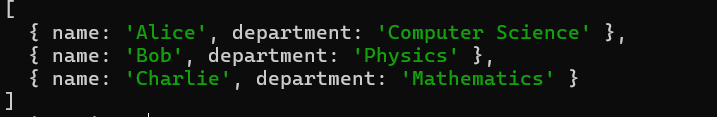 [
{ name: 'Alice', department: 'Computer Science' },
{ name: 'Bob', department: 'Physics' },
{ name: 'Charlie', department: 'Mathematics' }
]